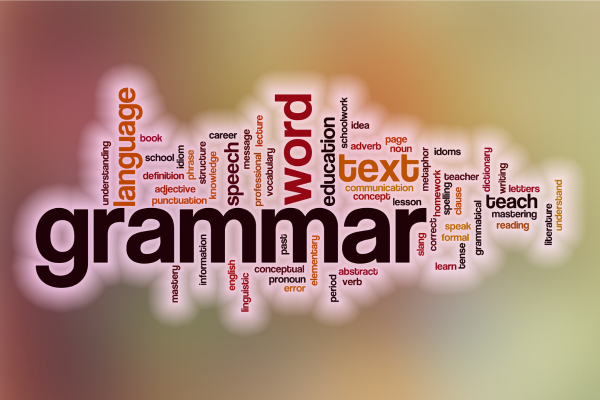 understanding
language
book
school
idiom
phrase
structure
career
speech
message
lecture
definition
adjective
punctuation
knowledge
professional
vocabulary
word
education
schoolwork
idea
adverb
page
noun
text
metaphor
idoms
communication
concept
lesson
homework
spelling
teacher
clause
dictionary
writing
letters
teach
mastering
reading
literature
understand
grammar
slang
correct
speak
formal
tense
grammatical
learn
mastery
information
english
linguistic
conceptual
past
pronoun
error
elementary
period
abstract
verb